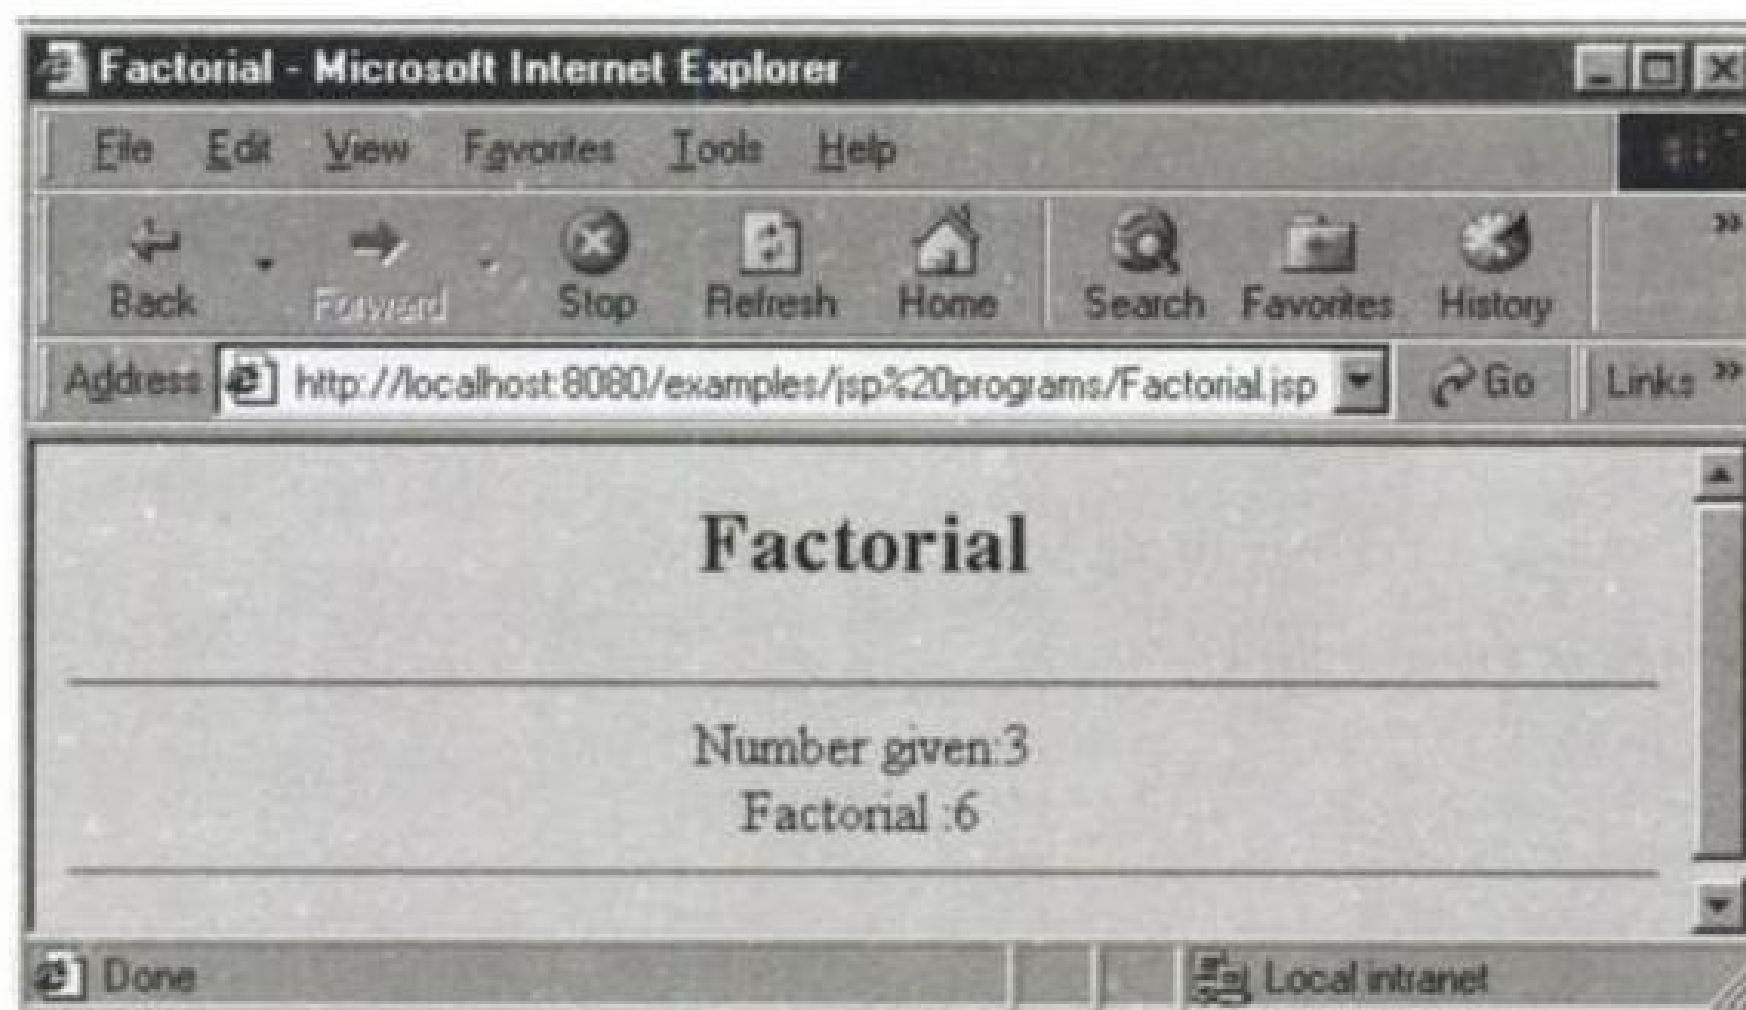 Factorial - Microsoft Internet Explorer
File Edit View Favorites Tools Help
»
Back Forward Stop Refresh Home Search Favorites History
Address http://localhost:8080/examples/jsp%20programs/Factorial.jsp Go Links »
Factorial
Number given:3
Factorial :6
Done Local intranet